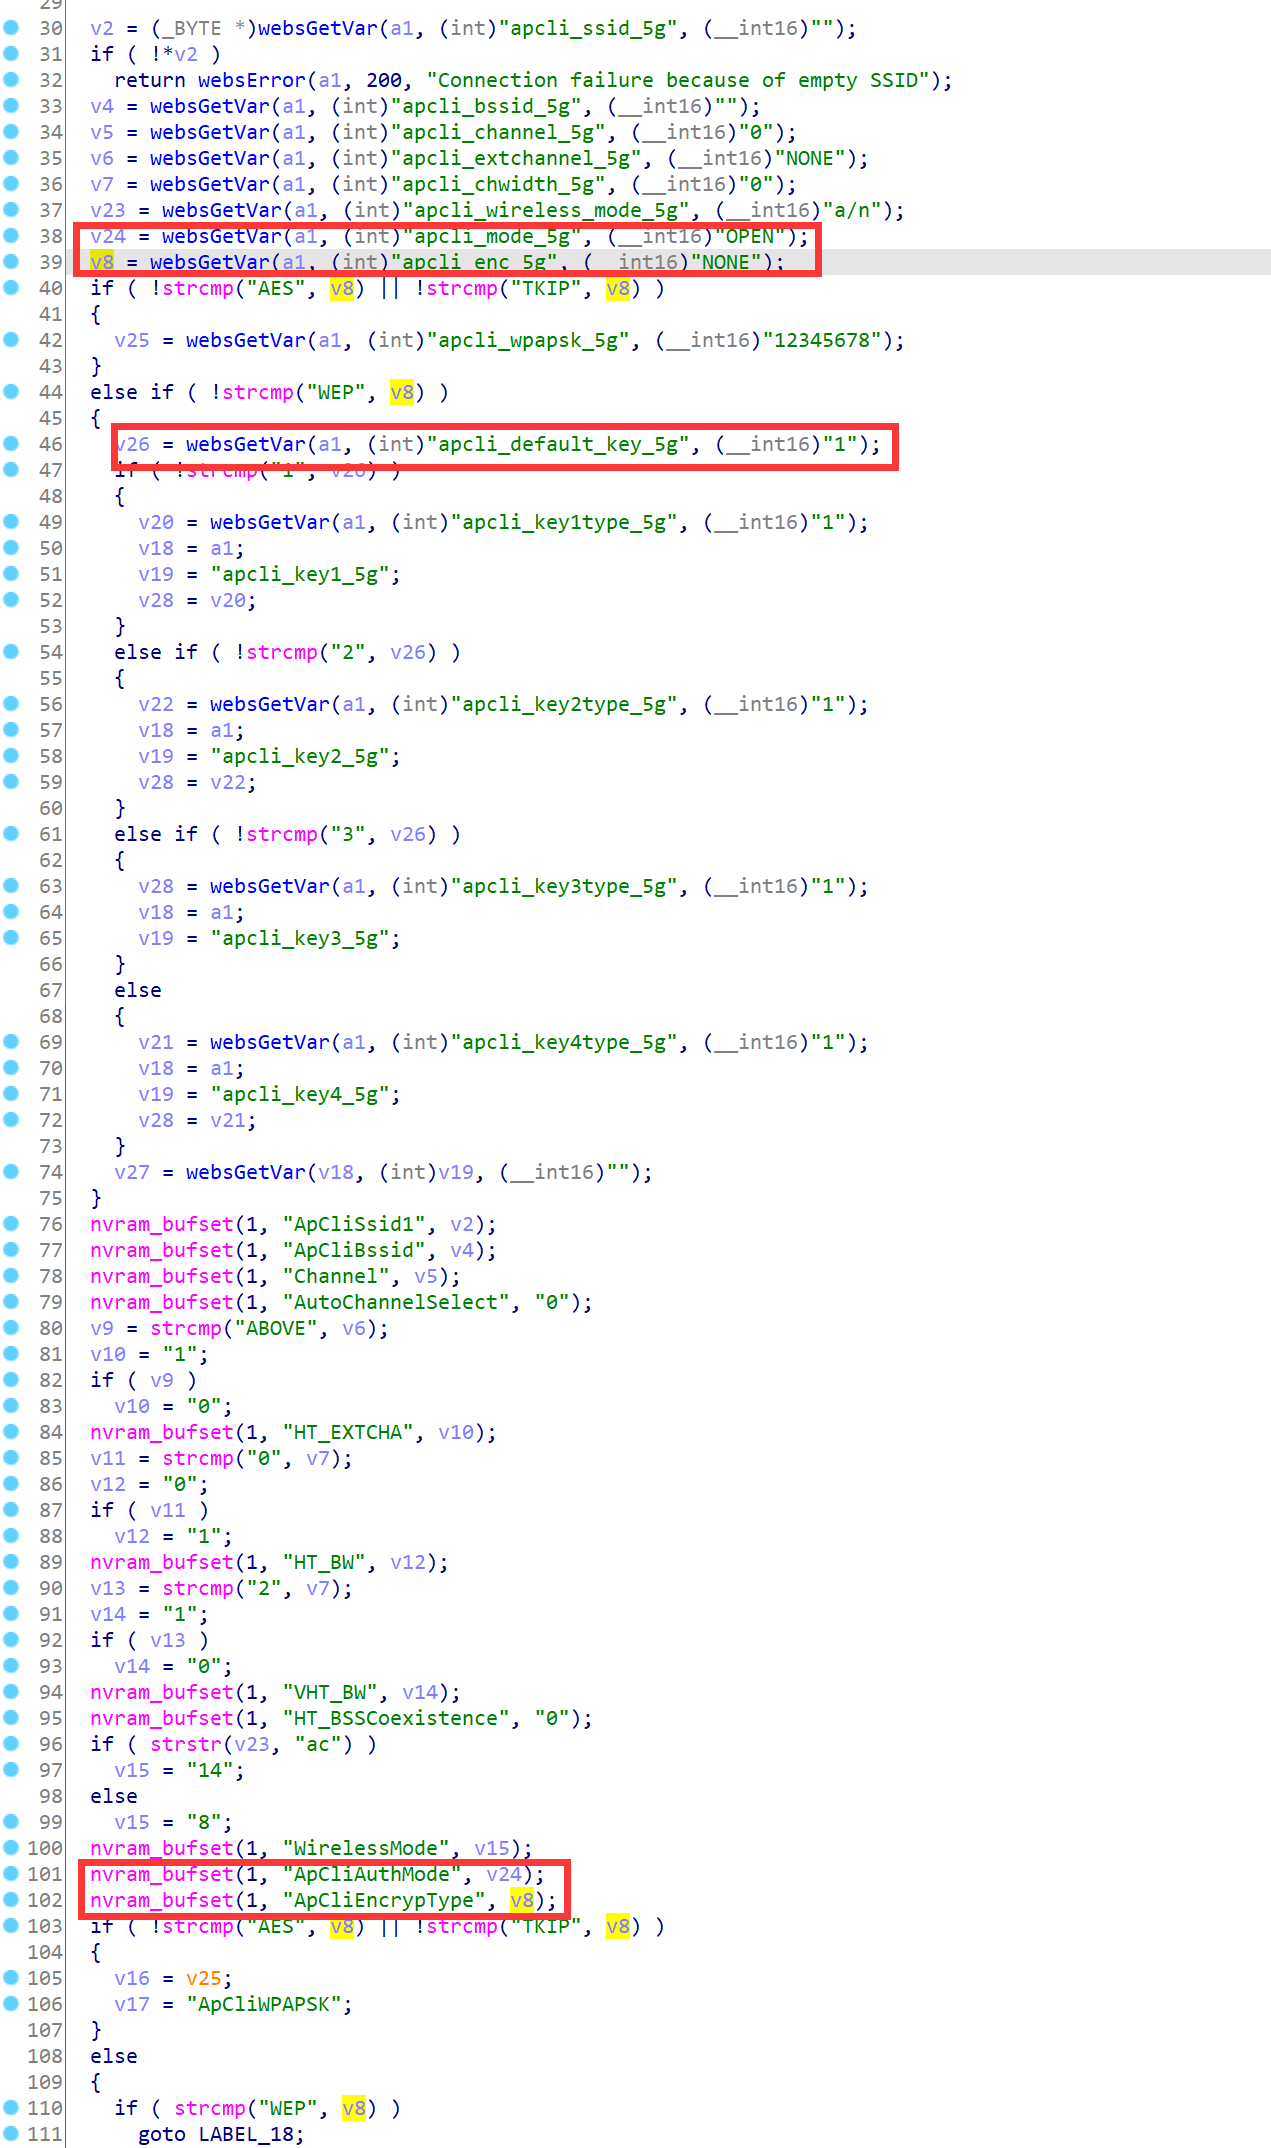 29
30 v2 = (_BYTE *)websGetVar(a1, (int)"apcli_ssid_5g", (__int16)"");
31 if ( !*v2 )
32 return websError(a1, 200, "Connection failure because of empty SSID");
33 v4 = websGetVar(a1, (int)"apcli_bssid_5g", (__int16)"");
34 v5 = websGetVar(a1, (int)"apcli_channel_5g", (__int16)"0");
35 v6 = websGetVar(a1, (int)"apcli_extchannel_5g", (__int16)"NONE");
36 v7 = websGetVar(a1, (int)"apcli_chwidth_5g", (__int16)"0");
37 v23 = websGetVar(a1, (int)"apcli_wireless_mode_5g", (__int16)"a/n");
38 v24 = websGetVar(a1, (int)"apcli_mode_5g", (__int16)"OPEN");
39 v8 = websGetVar(a1, (int)"apcli_enc_5g", (__int16)"NONE");
40 if ( !strcmp("AES", v8) || !strcmp("TKIP", v8) )
41 {
42 v25 = websGetVar(a1, (int)"apcli_wpapsk_5g", (__int16)"12345678");
43 }
44 else if ( !strcmp("WEP", v8) )
45 {
46 v26 = websGetVar(a1, (int)"apcli_default_key_5g", (__int16)"1");
47 if ( !strcmp("1", v26) )
48 {
49 v20 = websGetVar(a1, (int)"apcli_key1type_5g", (__int16)"1");
50 v18 = a1;
51 v19 = "apcli_key1_5g";
52 v28 = v20;
53 }
54 else if ( !strcmp("2", v26) )
55 {
56 v22 = websGetVar(a1, (int)"apcli_key2type_5g", (__int16)"1");
57 v18 = a1;
58 v19 = "apcli_key2_5g";
59 v28 = v22;
60 }
61 else if ( !strcmp("3", v26) )
62 {
63 v28 = websGetVar(a1, (int)"apcli_key3type_5g", (__int16)"1");
64 v18 = a1;
65 v19 = "apcli_key3_5g";
66 }
67 else
68 {
69 v21 = websGetVar(a1, (int)"apcli_key4type_5g", (__int16)"1");
70 v18 = a1;
71 v19 = "apcli_key4_5g";
72 v28 = v21;
73 }
74 v27 = websGetVar(v18, (int)v19, (__int16)"");
75 }
76 nvram_bufset(1, "ApCliSsid1", v2);
77 nvram_bufset(1, "ApCliBssid", v4);
78 nvram_bufset(1, "Channel", v5);
79 nvram_bufset(1, "AutoChannelSelect", "0");
80 v9 = strcmp("ABOVE", v6);
81 v10 = "1";
82 if ( v9 )
83 v10 = "0";
84 nvram_bufset(1, "HT_EXTCHA", v10);
85 v11 = strcmp("0", v7);
86 v12 = "0";
87 if ( v11 )
88 v12 = "1";
89 nvram_bufset(1, "HT_BW", v12);
90 v13 = strcmp("2", v7);
91 v14 = "1";
92 if ( v13 )
93 v14 = "0";
94 nvram_bufset(1, "VHT_BW", v14);
95 nvram_bufset(1, "HT_BSSCoexistence", "0");
96 if ( strstr(v23, "ac") )
97 v15 = "14";
98 else
99 v15 = "8";
100 nvram_bufset(1, "WirelessMode", v15);
101 nvram_bufset(1, "ApCliAuthMode", v24);
102 nvram_bufset(1, "ApCliEncrypType", v8);
103 if ( !strcmp("AES", v8) || !strcmp("TKIP", v8) )
104 {
105 v16 = v25;
106 v17 = "ApCliWPAPSK";
107 }
108 else
109 {
110 if ( strcmp("WEP", v8) )
111 goto LABEL_18;